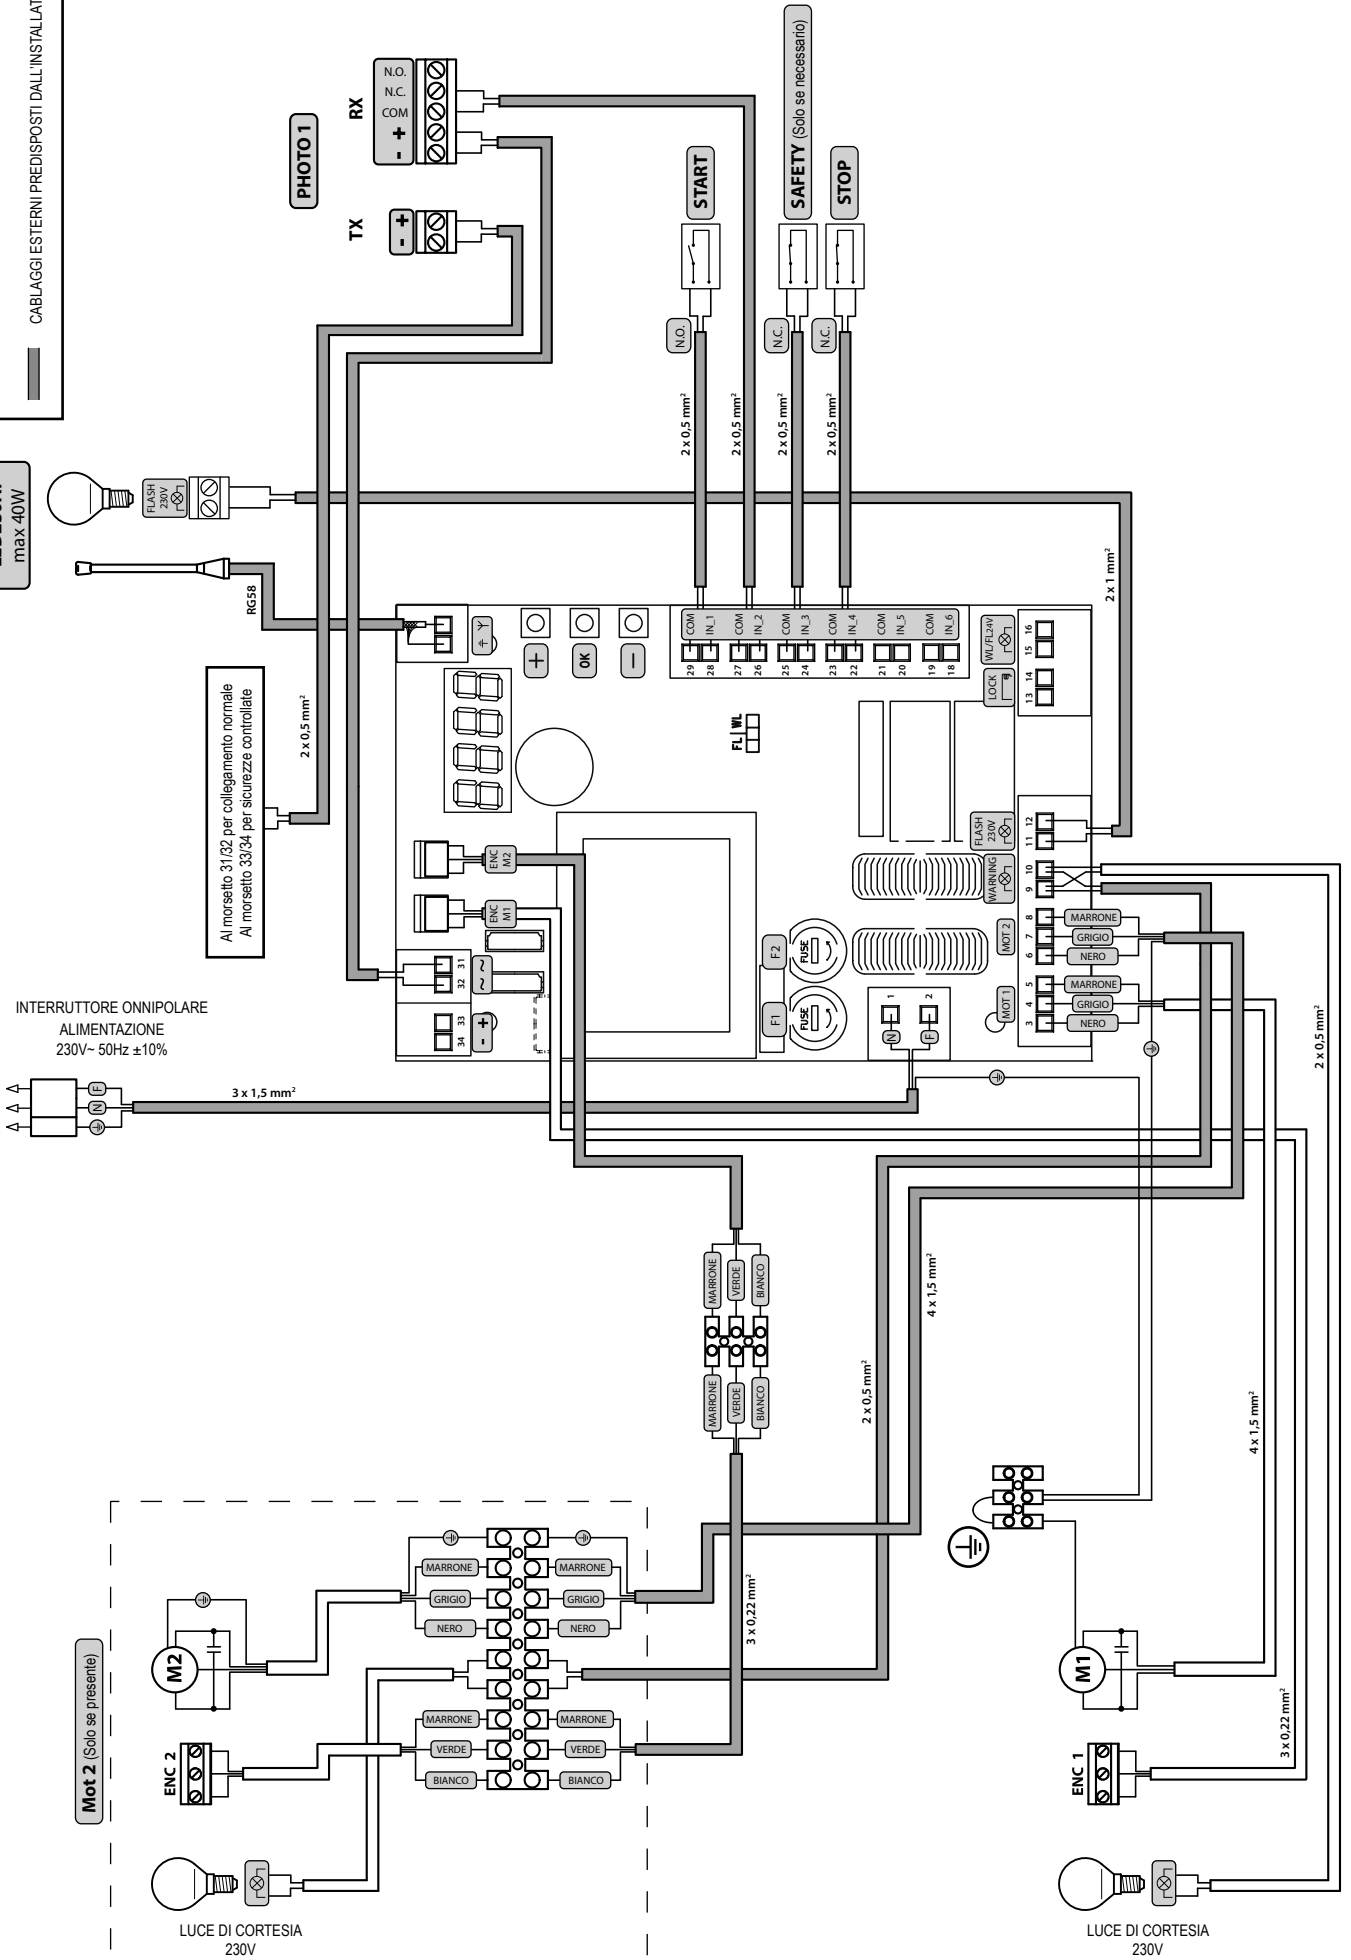 CABLAGGI ESTERNI PREDISPOSTI DALL'INSTALLAT
max 40W
FLASH
230V
RG58
PHOTO 1
RX
N.O.
N.C.
COM
+
-
TX
- +
START
SAFETY (Solo se necessario)
STOP
N.O.
N.C.
N.C.
2 x 0,5 mm²
2 x 0,5 mm²
2 x 0,5 mm²
2 x 0,5 mm²
2 x 1 mm²
Al morsetto 31/32 per collegamento normale
Al morsetto 33/34 per sicurezze controllate
2 x 0,5 mm²
INTERRUTTORE ONNIPOLARE
ALIMENTAZIONE
230V~ 50Hz ±10%
F
N
3 x 1,5 mm²
+
OK
-
29 COM
28 IN_1
27 COM
26 IN_2
25 COM
24 IN_3
23 COM
22 IN_4
21 COM
20 IN_5
19 COM
18 IN_6
FL WL
WL/FL24V
LOCK
16
15
14
13
ENC
M2
ENC
M1
31
32
~ ~
33
34
- +
F2
FUSE
F1
FUSE
1
2
N
F
FLASH
230V
WARNING
MOT 2
MOT 1
12
11
10
9
8 MARRONE
7 GRIGIO
6 NERO
5 MARRONE
4 GRIGIO
3 NERO
2 x 0,5 mm²
MARRONE
VERDE
BIANCO
MARRONE
VERDE
BIANCO
4 x 1,5 mm²
2 x 0,5 mm²
4 x 1,5 mm²
3 x 0,22 mm²
3 x 0,22 mm²
Mot 2 (Solo se presente)
M2
ENC 2
MARRONE
GRIGIO
NERO
MARRONE
VERDE
BIANCO
MARRONE
GRIGIO
NERO
MARRONE
VERDE
BIANCO
M1
ENC 1
LUCE DI CORTESIA
230V
LUCE DI CORTESIA
230V